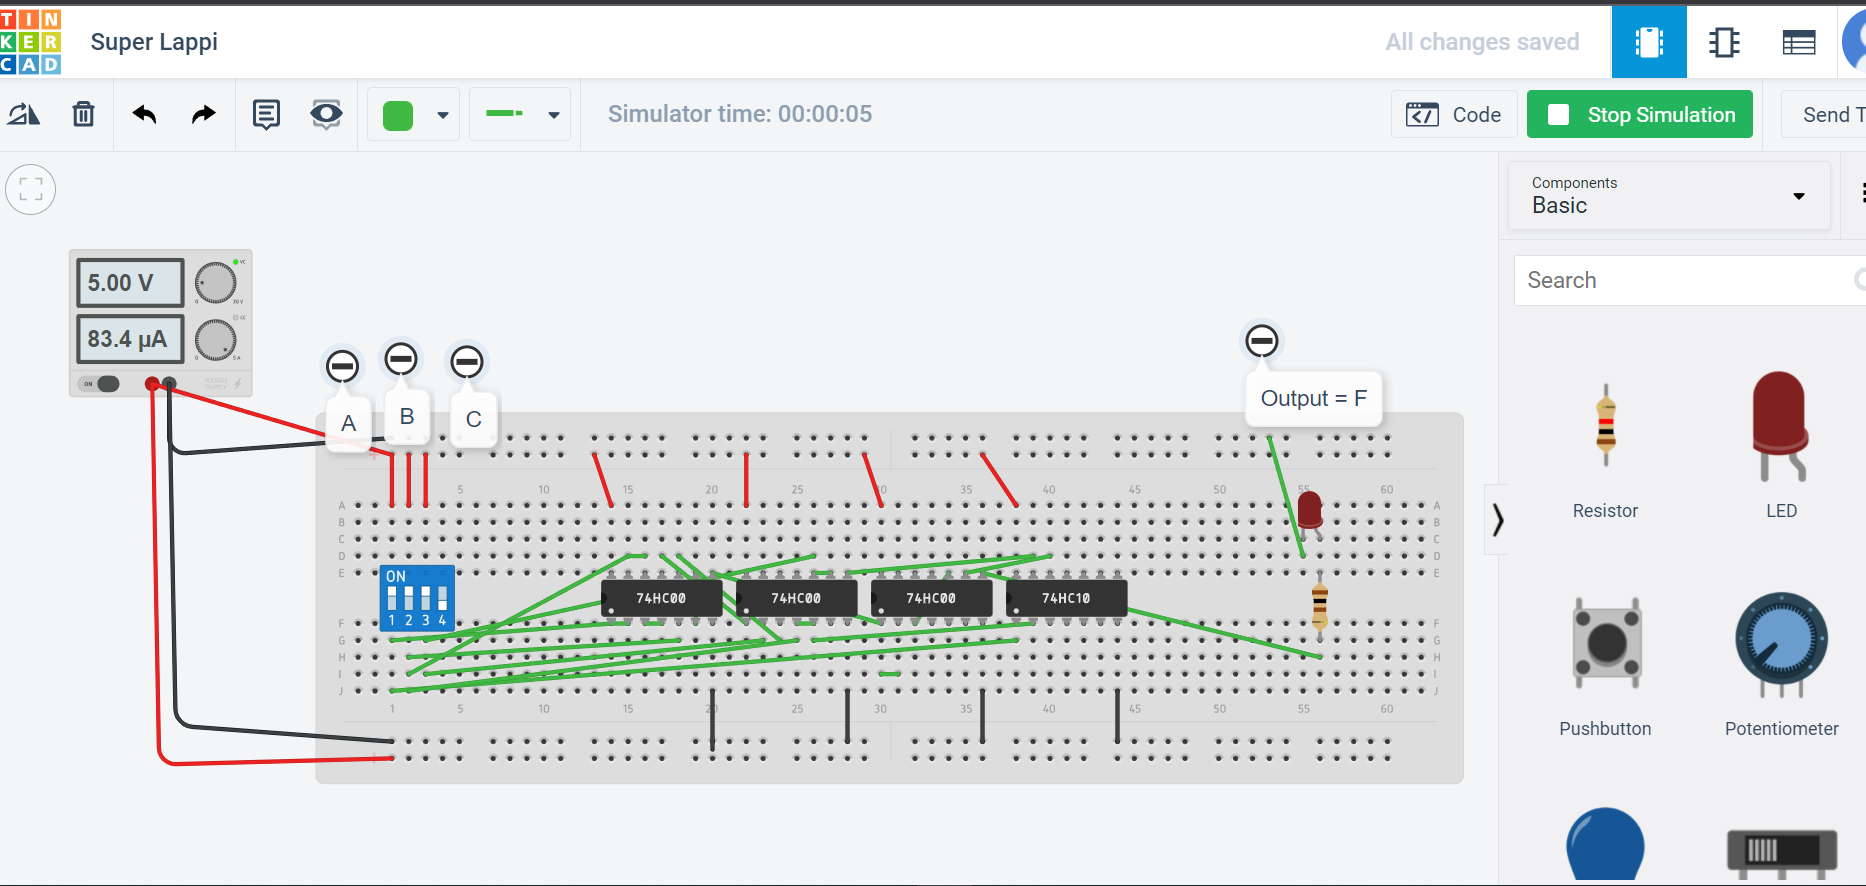 TIN
KER
CAD
Super Lappi
All changes saved
Simulator time: 00:00:05
Code
Stop Simulation
Send T
Components
Basic
Search
5.00 V
83.4 µA
ON
A
B
C
Output = F
5 10 15 20 25 30 35 40 45 50 55 60
A A
B B
C C
D D
E E
ON
1 2 3 4
74HC00
74HC00
74HC00
74HC10
F F
G G
H H
I I
J J
1 5 10 15 20 25 30 35 40 45 50 55 60
Resistor
LED
Pushbutton
Potentiometer